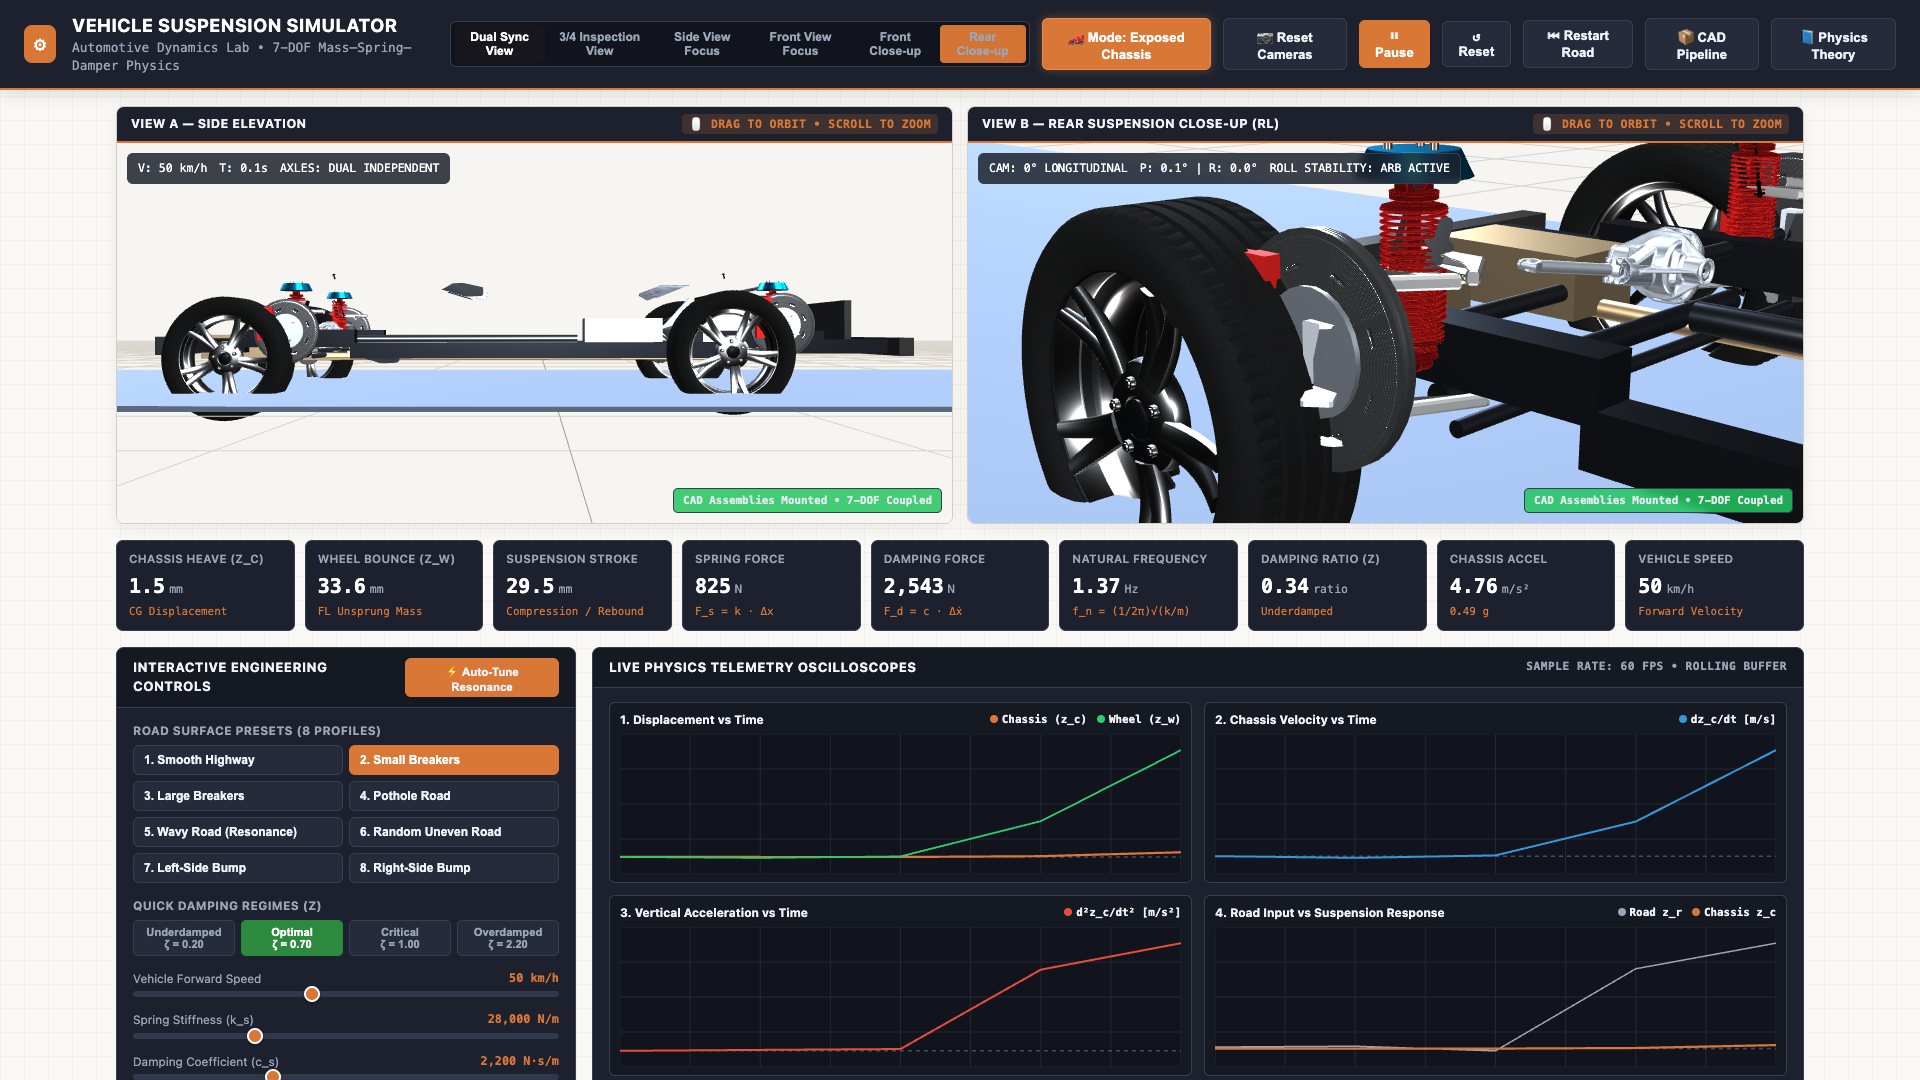 VEHICLE SUSPENSION SIMULATOR
Automotive Dynamics Lab • 7-DOF Mass–Spring–
Damper Physics
Dual Sync
View
3/4 Inspection
View
Side View
Focus
Front View
Focus
Front
Close-up
Rear
Close-up
Mode: Exposed
Chassis
Reset
Cameras
Pause
Reset
Restart
Road
CAD
Pipeline
Physics
Theory
VIEW A — SIDE ELEVATION
DRAG TO ORBIT • SCROLL TO ZOOM
V: 50 km/h T: 0.1s AXLES: DUAL INDEPENDENT
CAD Assemblies Mounted • 7–DOF Coupled
VIEW B — REAR SUSPENSION CLOSE-UP (RL)
DRAG TO ORBIT • SCROLL TO ZOOM
CAM: 0° LONGITUDINAL P: 0.1° | R: 0.0° ROLL STABILITY: ARB ACTIVE
CAD Assemblies Mounted • 7–DOF Coupled
CHASSIS HEAVE (Z_C)
1.5 mm
CG Displacement
WHEEL BOUNCE (Z_W)
33.6 mm
FL Unsprung Mass
SUSPENSION STROKE
29.5 mm
Compression / Rebound
SPRING FORCE
825 N
F_s = k · Δx
DAMPING FORCE
2,543 N
F_d = c · Δẋ
NATURAL FREQUENCY
1.37 Hz
f_n = (1/2π)√(k/m)
DAMPING RATIO (Ζ)
0.34 ratio
Underdamped
CHASSIS ACCEL
4.76 m/s²
0.49 g
VEHICLE SPEED
50 km/h
Forward Velocity
INTERACTIVE ENGINEERING
CONTROLS
⚡ Auto-Tune
Resonance
ROAD SURFACE PRESETS (8 PROFILES)
1. Smooth Highway
2. Small Breakers
3. Large Breakers
4. Pothole Road
5. Wavy Road (Resonance)
6. Random Uneven Road
7. Left-Side Bump
8. Right-Side Bump
QUICK DAMPING REGIMES (Ζ)
Underdamped
ζ = 0.20
Optimal
ζ = 0.70
Critical
ζ = 1.00
Overdamped
ζ = 2.20
Vehicle Forward Speed
50 km/h
Spring Stiffness (k_s)
28,000 N/m
Damping Coefficient (c_s)
2,200 N·s/m
LIVE PHYSICS TELEMETRY OSCILLOSCOPES
SAMPLE RATE: 60 FPS • ROLLING BUFFER
1. Displacement vs Time
Chassis (z_c)
Wheel (z_w)
2. Chassis Velocity vs Time
dz_c/dt [m/s]
3. Vertical Acceleration vs Time
d²z_c/dt² [m/s²]
4. Road Input vs Suspension Response
Road z_r
Chassis z_c